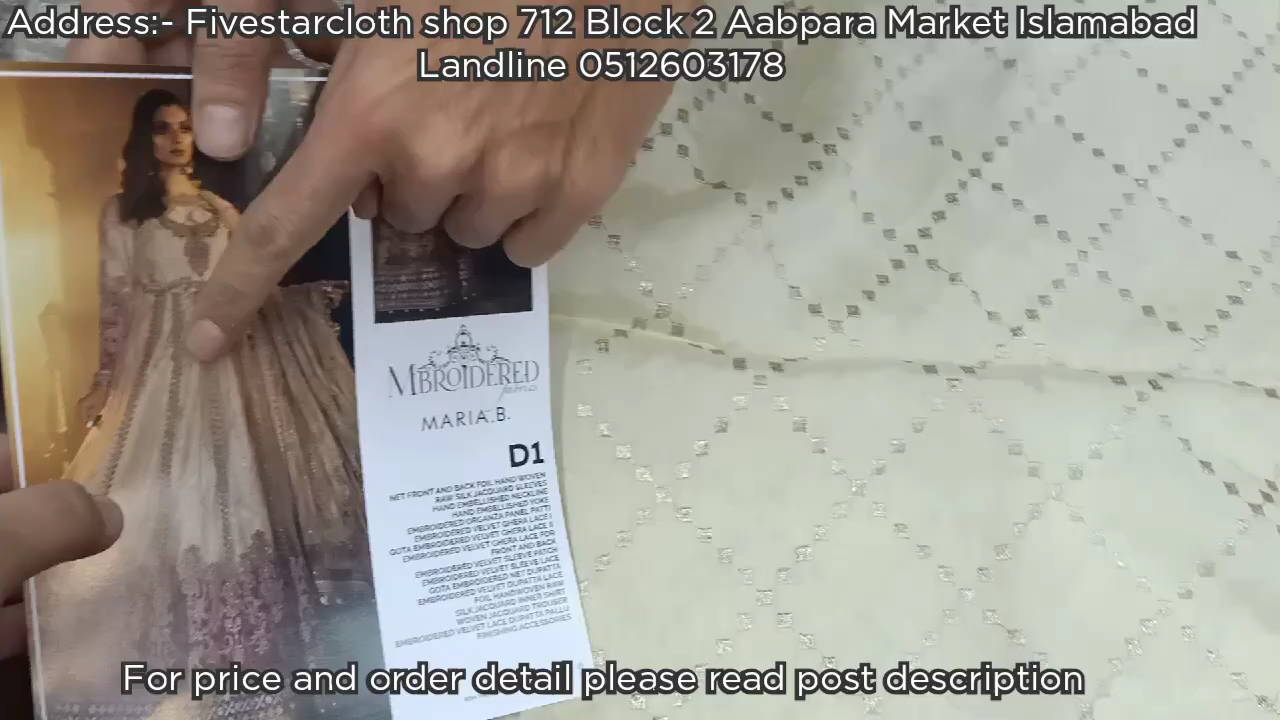 Address:- Fivestarcloth shop 712 Block 2 Aabpara Market Islamabad
Landline 0512603178
MBROIDERED
MARIA.B.
D1
NET FRONT AND BACK FOIL HAND WOVEN
RAW SILK JACQUARD SLEEVES
HAND EMBELLISHED NECKLINE
HAND EMBELLISHED YOKE
EMBROIDERED ORGANZA PANEL PATTI
EMBROIDERED VELVET GHERA LACE I
EMBROIDERED VELVET GHERA LACE II
GOTA EMBROIDERED VELVET GHERA LACE FOR
FRONT AND BACK
EMBROIDERED VELVET SLEEVE PATCH
EMBROIDERED VELVET SLEEVE LACE
GOTA EMBROIDERED NET DUPATTA
EMBROIDERED VELVET DUPATTA LACE
FOIL HANDWOVEN RAW
SILK JACQUARD INNER SHIRT
WOVEN JACQUARD TROUSER
EMBROIDERED VELVET LACE DUPATTA PALLU
FINISHING ACCESSORIES
For price and order detail please read post description